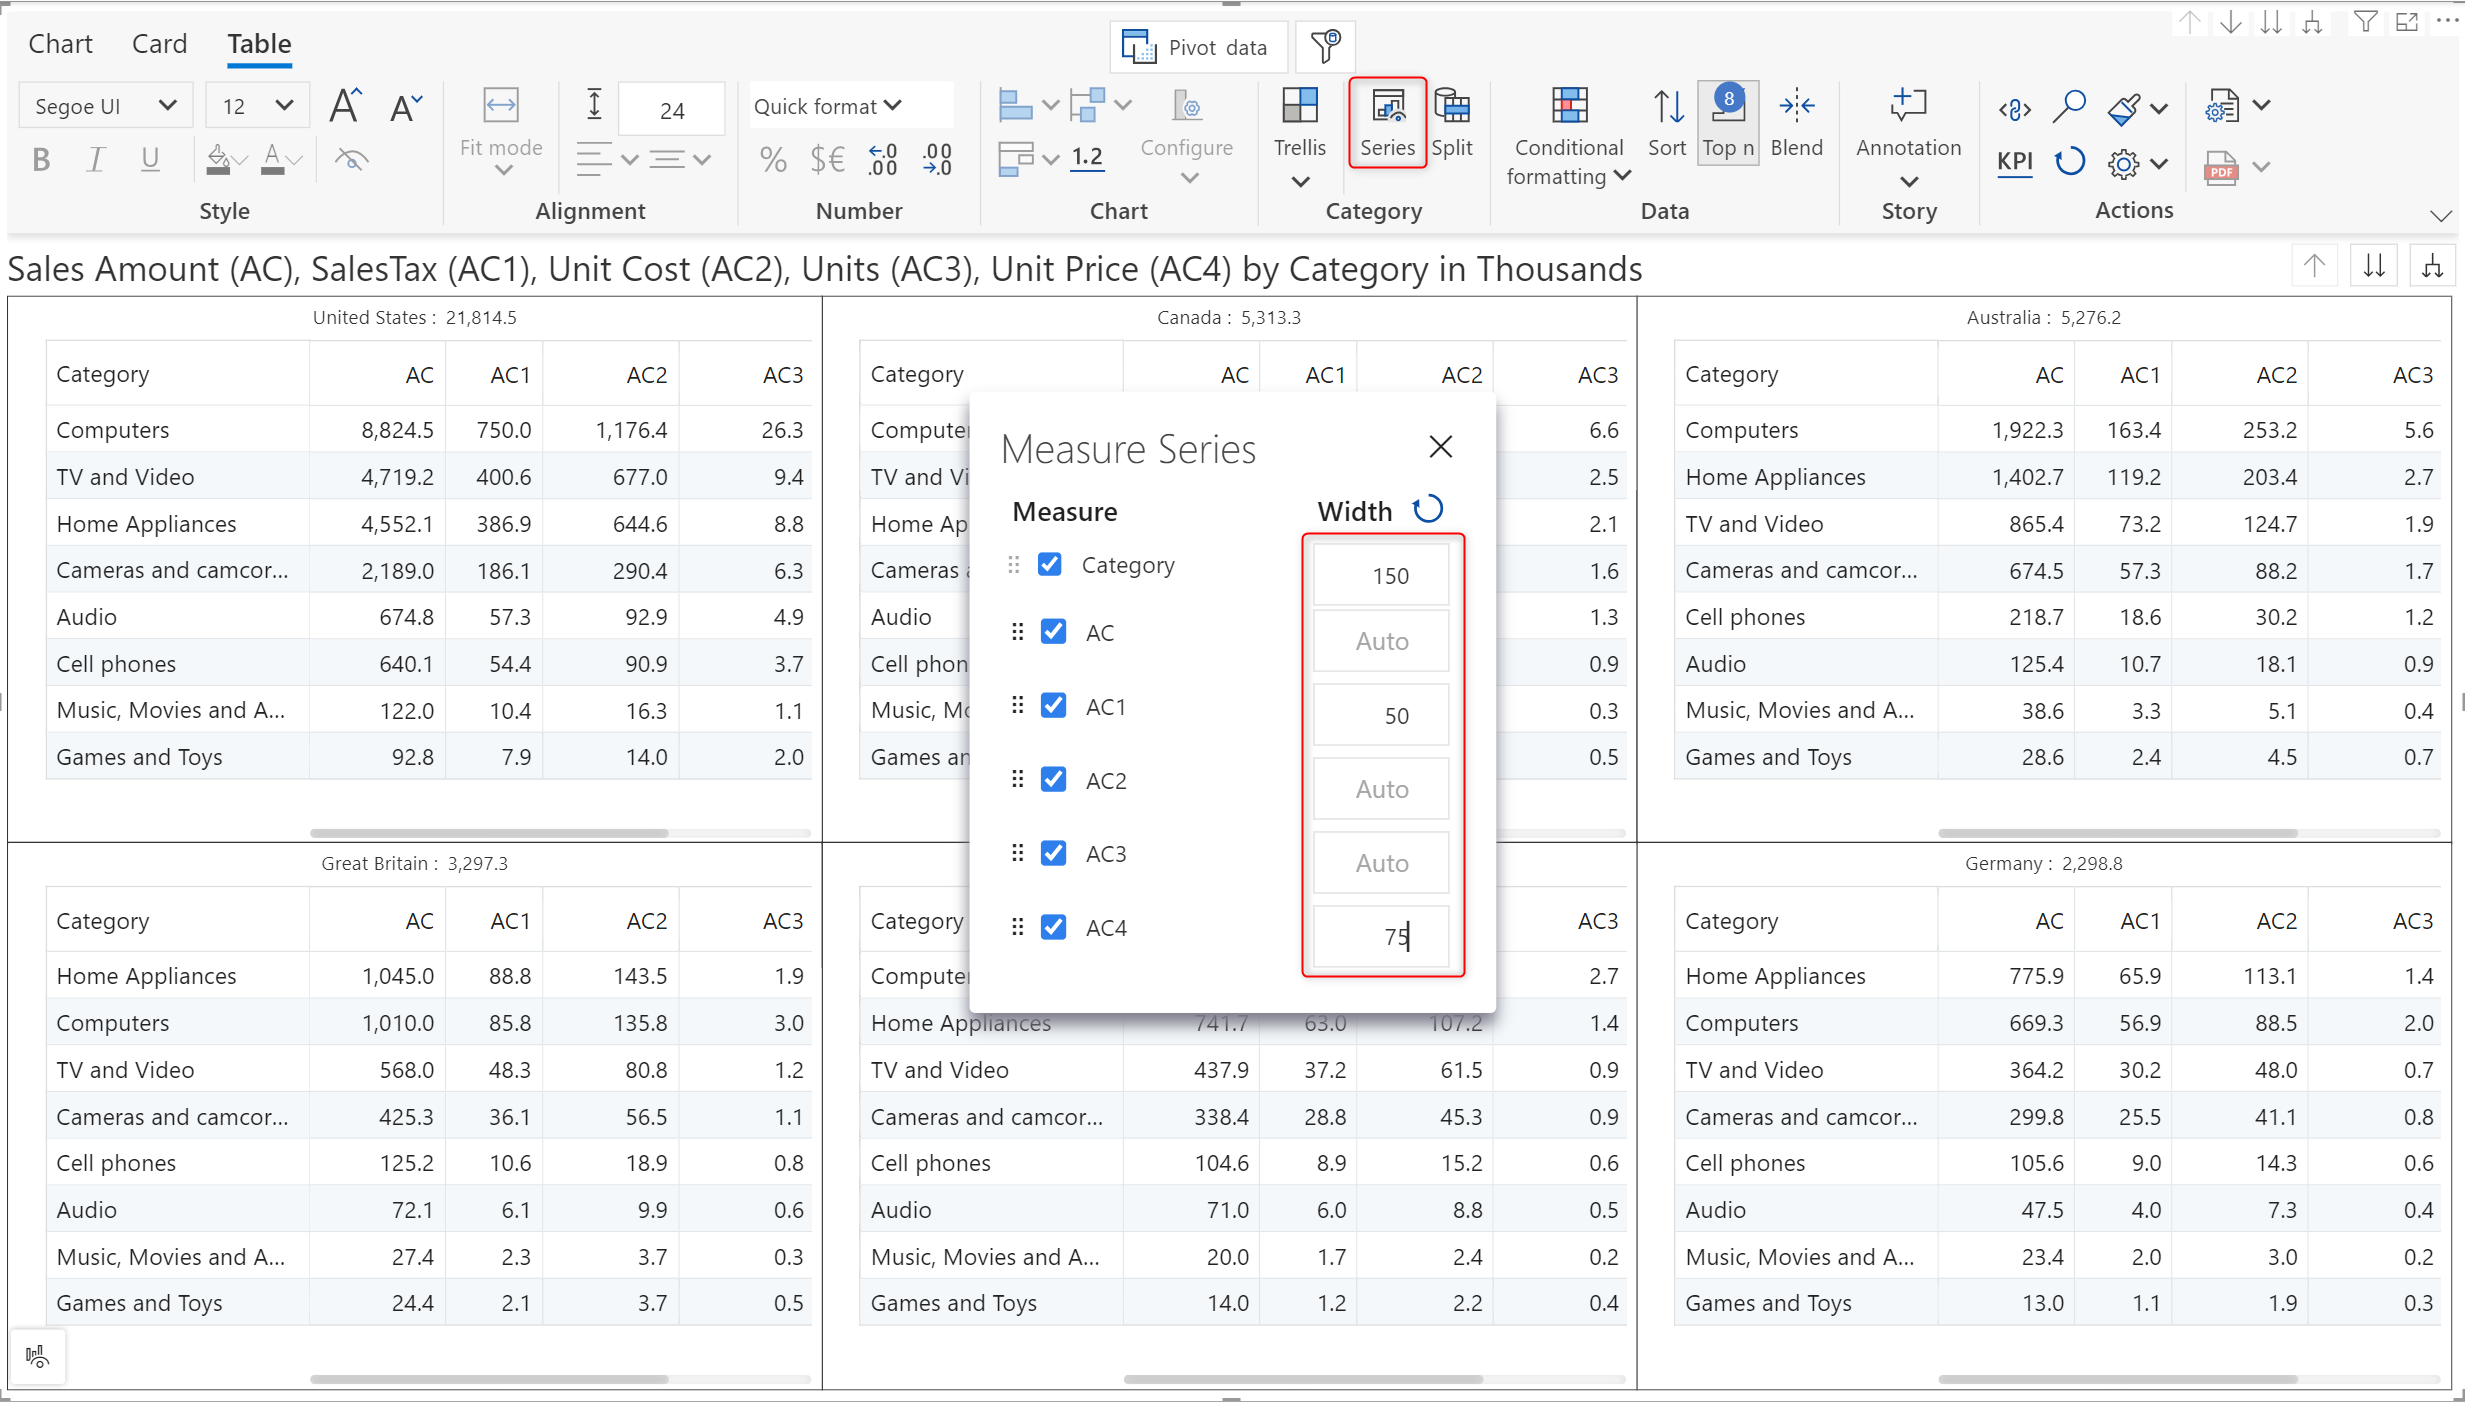 Chart Card Table
Pivot data
Segoe UI 12
Fit mode
24
Quick format
Configure
Trellis
Series
Split
Conditional formatting
Sort
8
Top n
Blend
Annotation
B I U
% $€ .0 .00 .00 .0
1.2
KPI
PDF
Style Alignment Number Chart Category Data Story Actions
Sales Amount (AC), SalesTax (AC1), Unit Cost (AC2), Units (AC3), Unit Price (AC4) by Category in Thousands
United States : 21,814.5
Category AC AC1 AC2 AC3
Computers 8,824.5 750.0 1,176.4 26.3
TV and Video 4,719.2 400.6 677.0 9.4
Home Appliances 4,552.1 386.9 644.6 8.8
Cameras and camcor... 2,189.0 186.1 290.4 6.3
Audio 674.8 57.3 92.9 4.9
Cell phones 640.1 54.4 90.9 3.7
Music, Movies and A... 122.0 10.4 16.3 1.1
Games and Toys 92.8 7.9 14.0 2.0
Canada : 5,313.3
Category AC AC1 AC2 AC3
Compute 6.6
TV and Vi 2.5
Home Ap 2.1
Cameras 1.6
Audio 1.3
Cell phon 0.9
Music, Mo 0.3
Games an 0.5
Australia : 5,276.2
Category AC AC1 AC2 AC3
Computers 1,922.3 163.4 253.2 5.6
Home Appliances 1,402.7 119.2 203.4 2.7
TV and Video 865.4 73.2 124.7 1.9
Cameras and camcor... 674.5 57.3 88.2 1.7
Cell phones 218.7 18.6 30.2 1.2
Audio 125.4 10.7 18.1 0.9
Music, Movies and A... 38.6 3.3 5.1 0.4
Games and Toys 28.6 2.4 4.5 0.7
Measure Series
Measure Width
Category 150
AC Auto
AC1 50
AC2 Auto
AC3 Auto
AC4 75
Great Britain : 3,297.3
Category AC AC1 AC2 AC3
Home Appliances 1,045.0 88.8 143.5 1.9
Computers 1,010.0 85.8 135.8 3.0
TV and Video 568.0 48.3 80.8 1.2
Cameras and camcor... 425.3 36.1 56.5 1.1
Cell phones 125.2 10.6 18.9 0.8
Audio 72.1 6.1 9.9 0.6
Music, Movies and A... 27.4 2.3 3.7 0.3
Games and Toys 24.4 2.1 3.7 0.5
Category AC3
Compute 2.7
Home Appliances 741.7 63.0 107.2 1.4
TV and Video 437.9 37.2 61.5 0.9
Cameras and camcor... 338.4 28.8 45.3 0.9
Cell phones 104.6 8.9 15.2 0.6
Audio 71.0 6.0 8.8 0.5
Music, Movies and A... 20.0 1.7 2.4 0.2
Games and Toys 14.0 1.2 2.2 0.4
Germany : 2,298.8
Category AC AC1 AC2 AC3
Home Appliances 775.9 65.9 113.1 1.4
Computers 669.3 56.9 88.5 2.0
TV and Video 364.2 30.2 48.0 0.7
Cameras and camcor... 299.8 25.5 41.1 0.8
Cell phones 105.6 9.0 14.3 0.6
Audio 47.5 4.0 7.3 0.4
Music, Movies and A... 23.4 2.0 3.0 0.2
Games and Toys 13.0 1.1 1.9 0.3